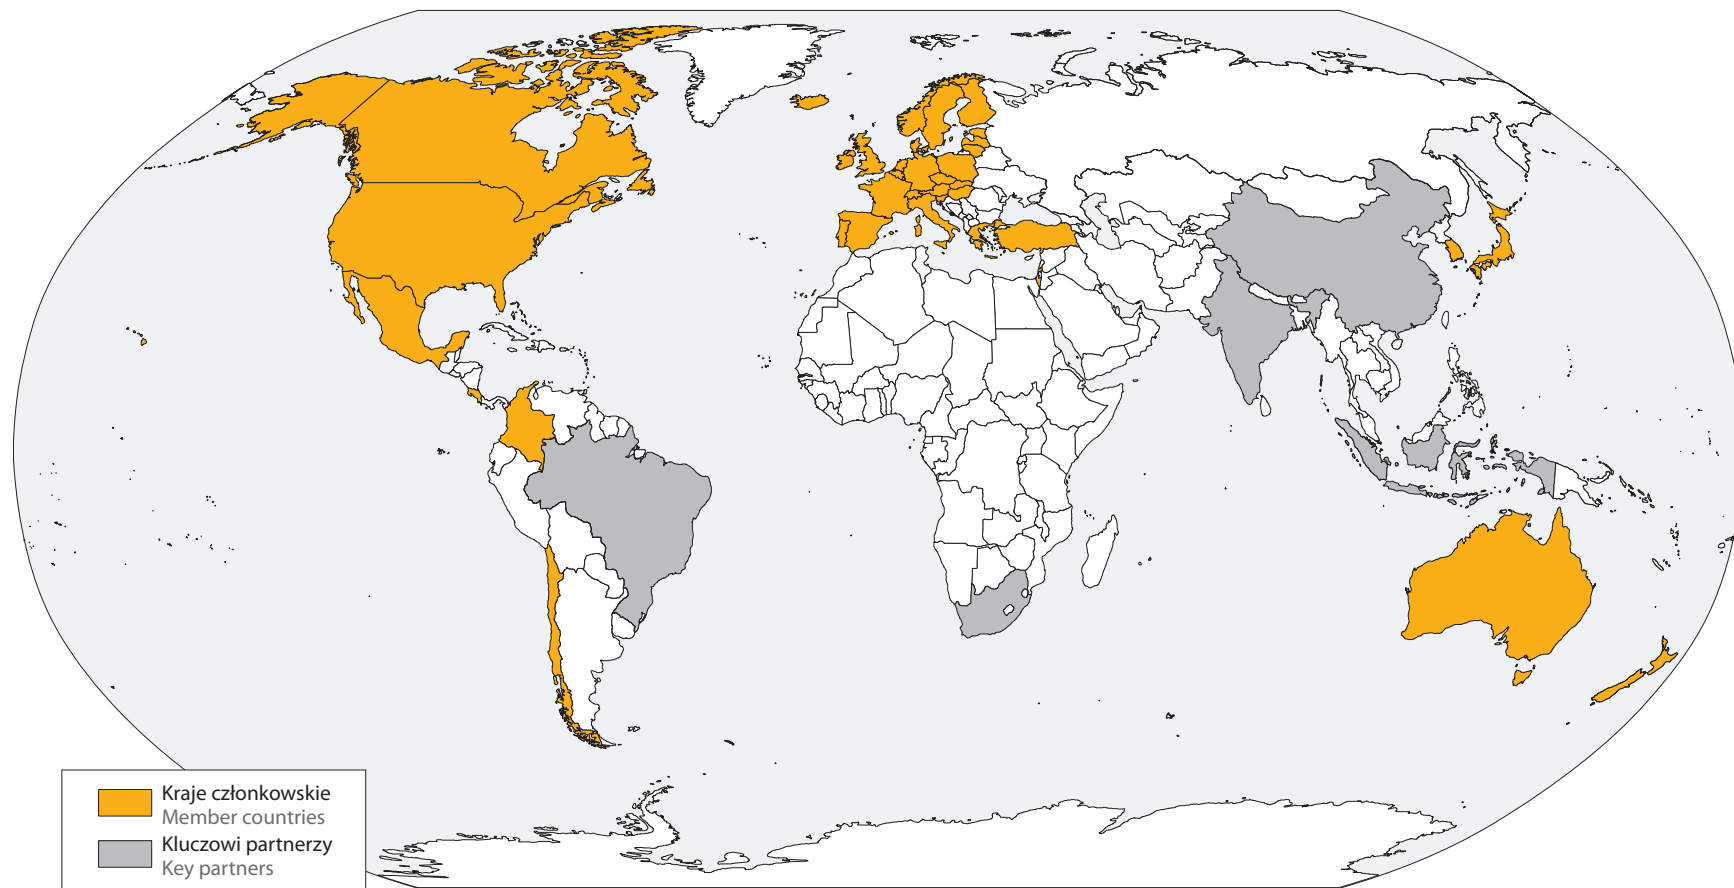 Kraje członkowskie
Member countries
Kluczowi partnerzy
Key partners